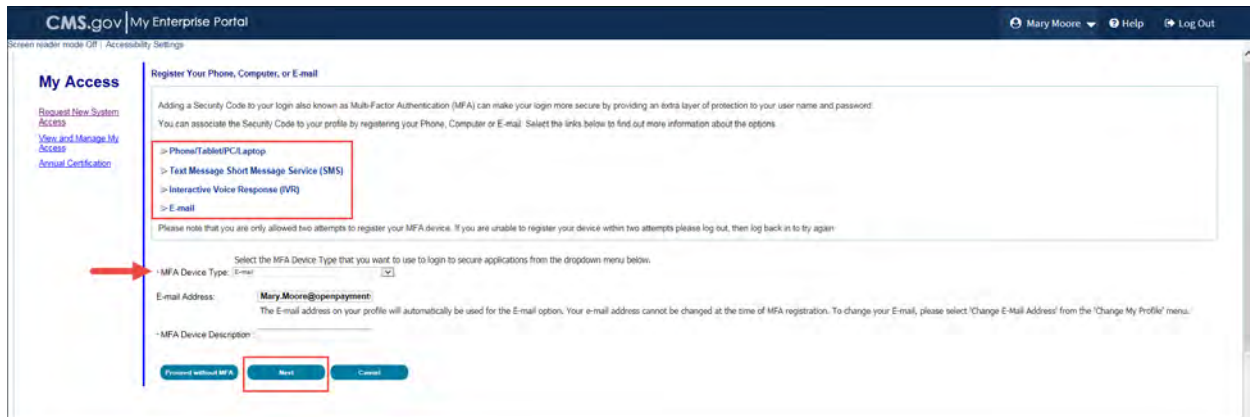 CMS.gov | My Enterprise Portal
Mary Moore Help Log Out
Screen reader mode Off | Accessibility Settings
My Access
Request New System
Access
View and Manage My
Access
Annual Certification
Register Your Phone, Computer, or E-mail
Adding a Security Code to your login also known as Multi-Factor Authentication (MFA) can make your login more secure by providing an extra layer of protection to your user name and password.
You can associate the Security Code to your profile by registering your Phone, Computer or E-mail. Select the links below to find out more information about the options.
Phone/Tablet/PC/Laptop
Text Message Short Message Service (SMS)
Interactive Voice Response (IVR)
E-mail
Please note that you are only allowed two attempts to register your MFA device. If you are unable to register your device within two attempts please log out, then log back in to try again
Select the MFA Device Type that you want to use to login to secure applications from the dropdown menu below.
MFA Device Type: E-mail
E-mail Address: Mary.Moore@openpayment
The E-mail address on your profile will automatically be used for the E-mail option. Your e-mail address cannot be changed at the time of MFA registration. To change your E-mail, please select 'Change E-Mail Address' from the 'Change My Profile' menu.
MFA Device Description :
Proceed without MFA Next Cancel